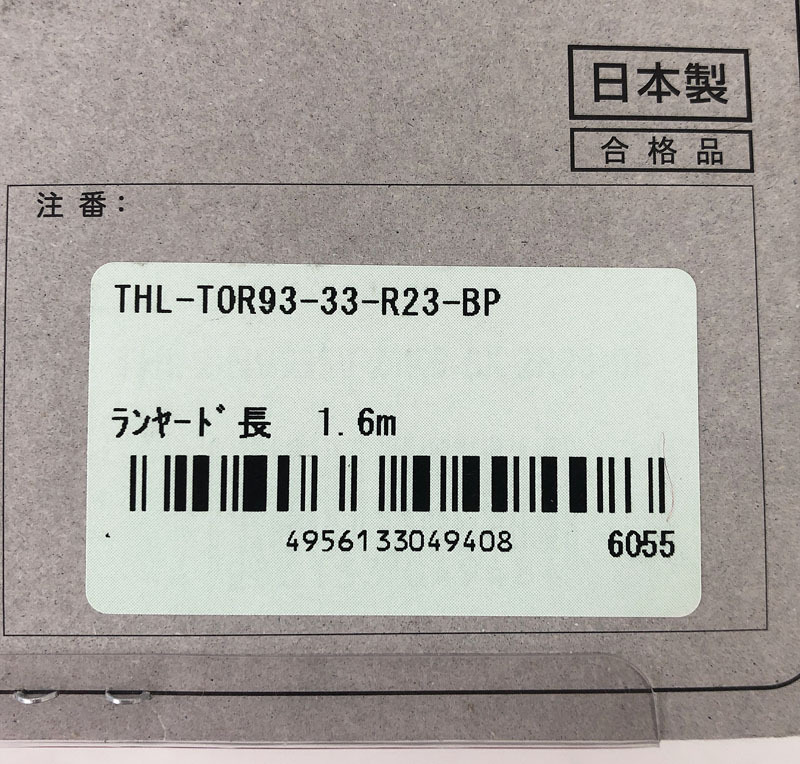 日本製
合格品
注番：
THL-TOR93-33-R23-BP
ﾗﾝﾔｰﾄﾞ長 1.6m
4956133049408 6055